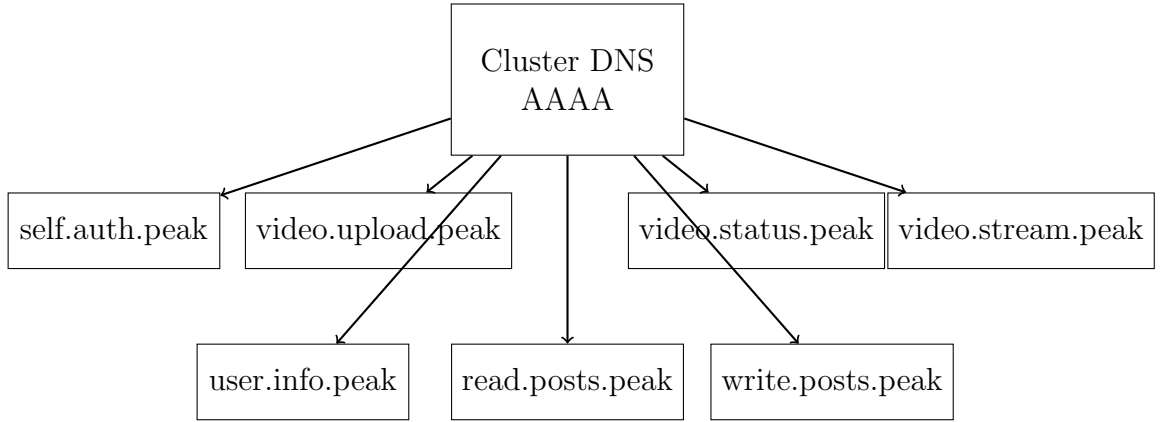 Cluster DNS
AAAA
self.auth.peak
video.upload.peak
video.status.peak
video.stream.peak
user.info.peak
read.posts.peak
write.posts.peak